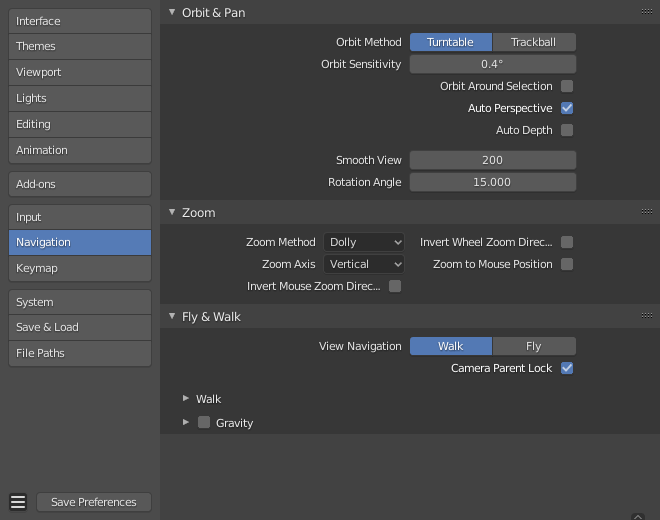 Interface
Themes
Viewport
Lights
Editing
Animation
Add-ons
Input
Navigation
Keymap
System
Save & Load
File Paths
Save Preferences
Orbit & Pan
Orbit Method Turntable Trackball
Orbit Sensitivity 0.4°
Orbit Around Selection
Auto Perspective
Auto Depth
Smooth View 200
Rotation Angle 15.000
Zoom
Zoom Method Dolly Invert Wheel Zoom Direc...
Zoom Axis Vertical Zoom to Mouse Position
Invert Mouse Zoom Direc...
Fly & Walk
View Navigation Walk Fly
Camera Parent Lock
Walk
Gravity